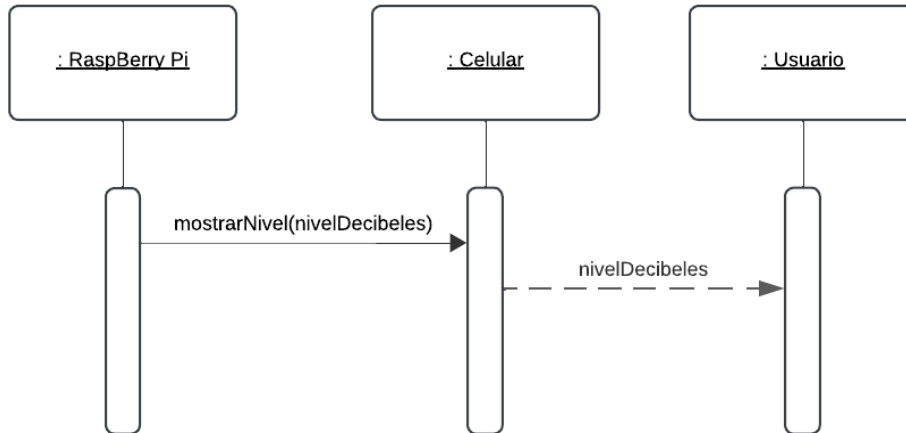 : RaspBerry Pi
: Celular
: Usuario
mostrarNivel(nivelDecibeles)
nivelDecibeles